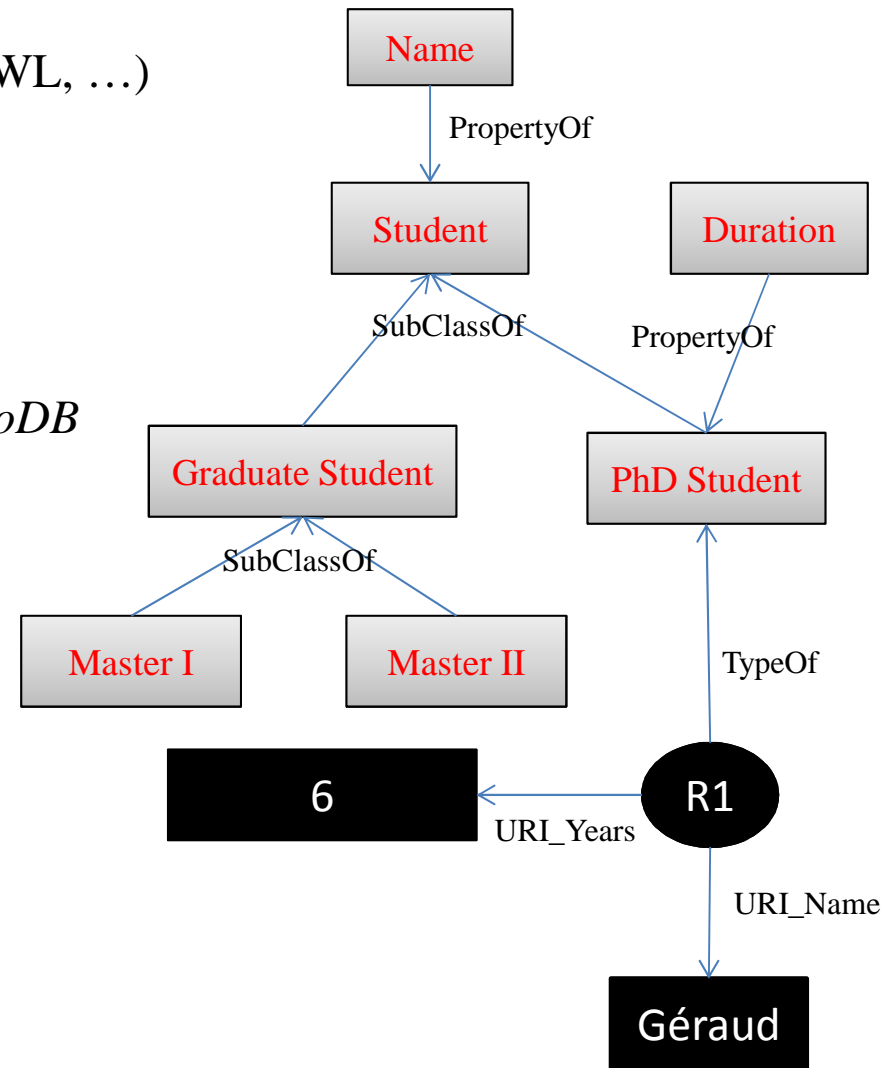 Name
WL, …)
PropertyOf
Student
Duration
SubClassOf
PropertyOf
oDB
Graduate Student
PhD Student
SubClassOf
Master I
Master II
TypeOf
6
R1
URI_Years
URI_Name
Géraud